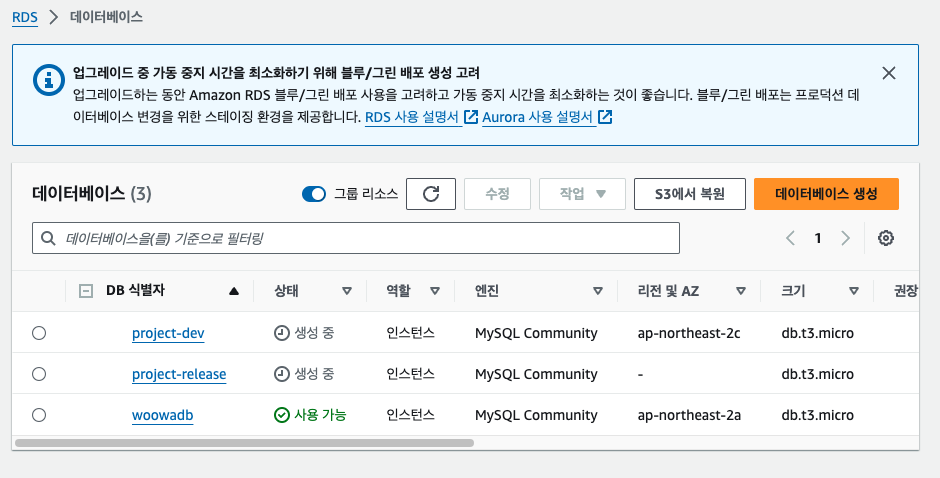 RDS > 데이터베이스
업그레이드 중 가동 중지 시간을 최소화하기 위해 블루/그린 배포 생성 고려
업그레이드하는 동안 Amazon RDS 블루/그린 배포 사용을 고려하고 가동 중지 시간을 최소화하는 것이 좋습니다. 블루/그린 배포는 프로덕션 데
이터베이스 변경을 위한 스테이징 환경을 제공합니다. RDS 사용 설명서 Aurora 사용 설명서
데이터베이스 (3) 그룹 리소스 수정 작업 S3에서 복원 데이터베이스 생성
데이터베이스을(를) 기준으로 필터링 1
DB 식별자 상태 역할 엔진 리전 및 AZ 크기 권장
project-dev 생성 중 인스턴스 MySQL Community ap-northeast-2c db.t3.micro
project-release 생성 중 인스턴스 MySQL Community - db.t3.micro
woowadb 사용 가능 인스턴스 MySQL Community ap-northeast-2a db.t3.micro